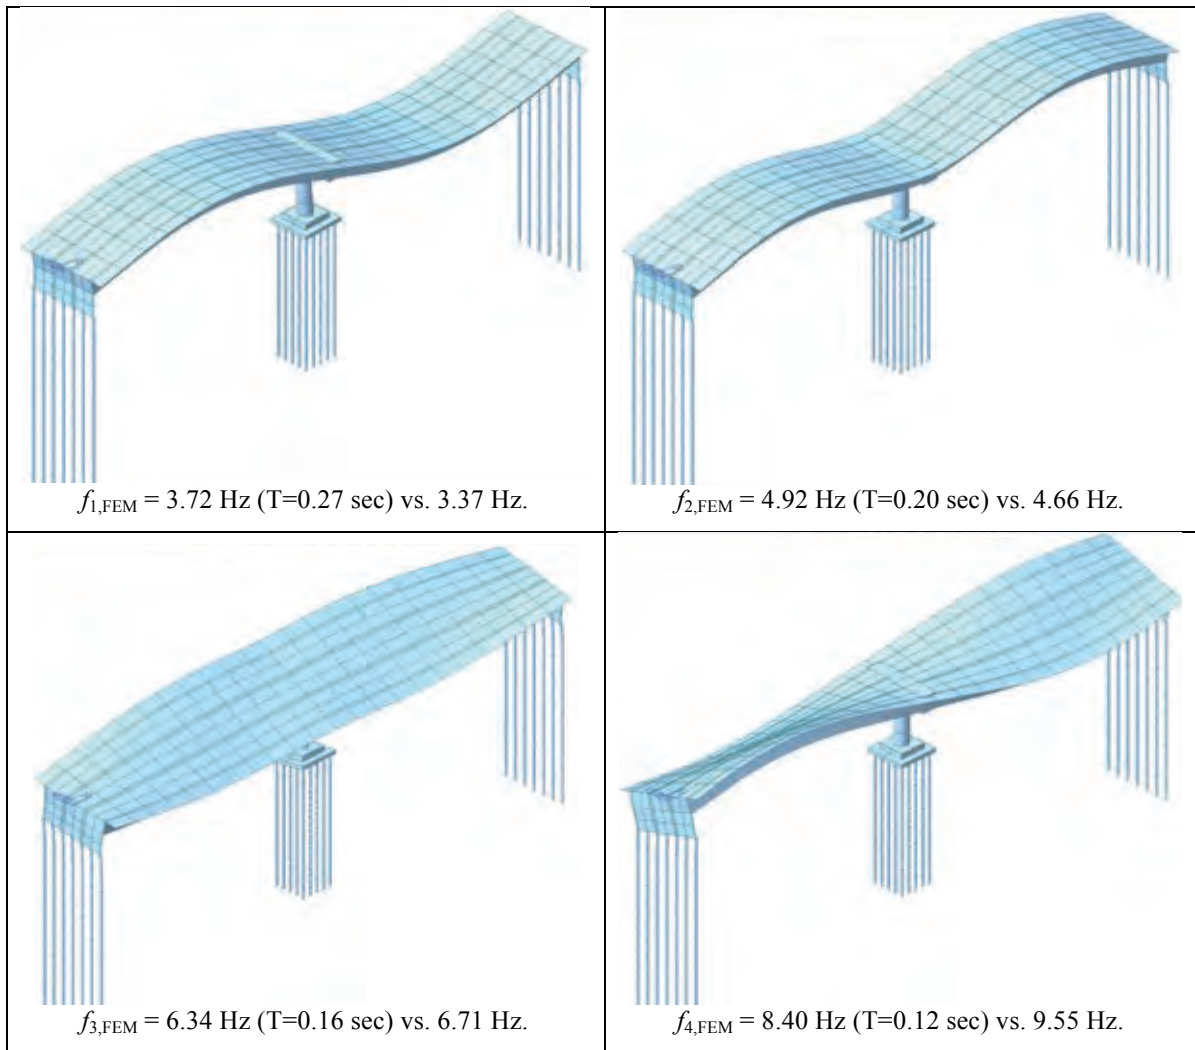 f1,FEM = 3.72 Hz (T=0.27 sec) vs. 3.37 Hz.
f2,FEM = 4.92 Hz (T=0.20 sec) vs. 4.66 Hz.
f3,FEM = 6.34 Hz (T=0.16 sec) vs. 6.71 Hz.
f4,FEM = 8.40 Hz (T=0.12 sec) vs. 9.55 Hz.